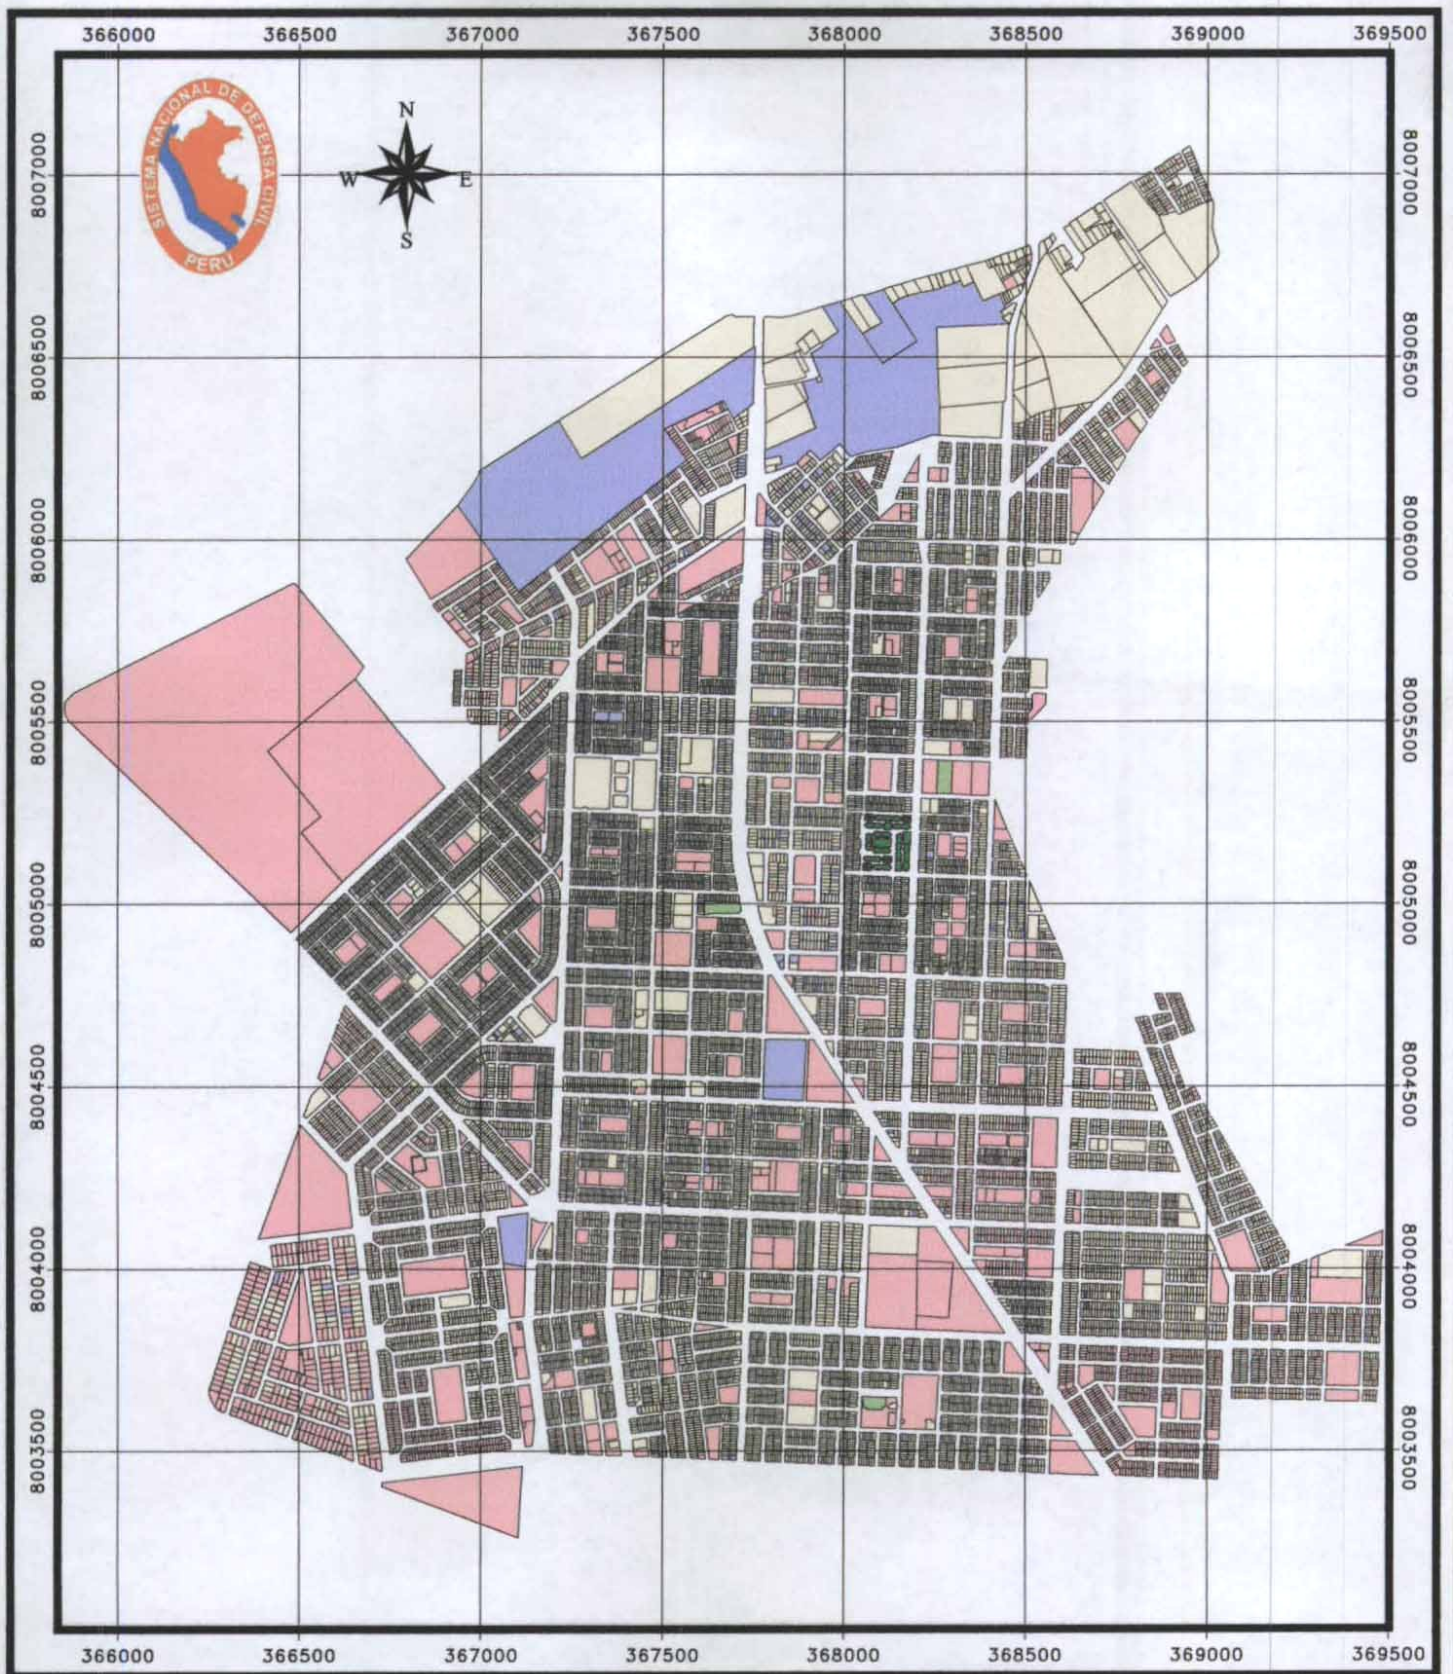 366000 366500 367000 367500 368000 368500 369000 369500
SISTEMA NACIONAL DE DEFENSA CIVIL
PERU
N
W E
S
8007000 8007000
8006500 8006500
8006000 8006000
8005500 8005500
8005000 8005000
8004500 8004500
8004000 8004000
8003500 8003500
366000 366500 367000 367500 368000 368500 369000 369500